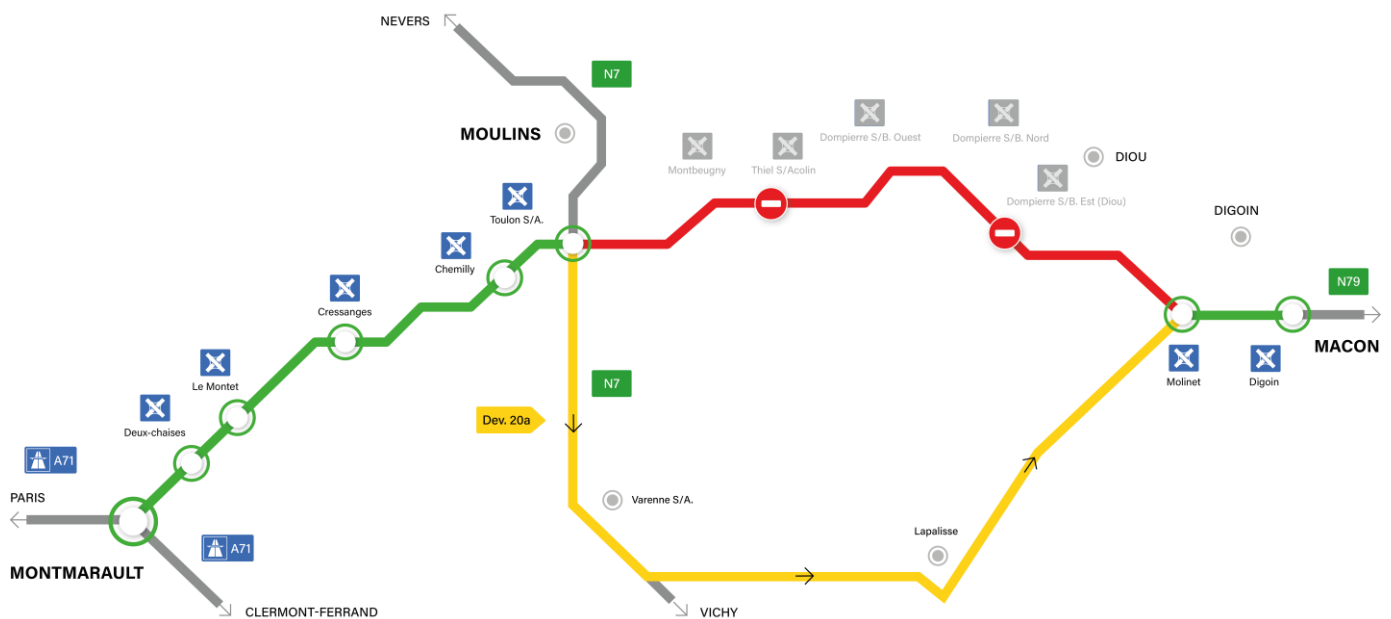 NEVERS
N7
MOULINS
Dompierre S/B. Ouest
Dompierre S/B. Nord
Montbeugny
Thiel S/Acolin
DIOU
Toulon S/A.
Dompierre S/B. Est (Diou)
DIGOIN
Chemilly
N79
Cressanges
MACON
Le Montet
N7
Molinet
Digoin
Dev. 20a
Deux-chaises
A71
PARIS
Varenne S/A.
Lapalisse
A71
MONTMARAULT
CLERMONT-FERRAND
VICHY